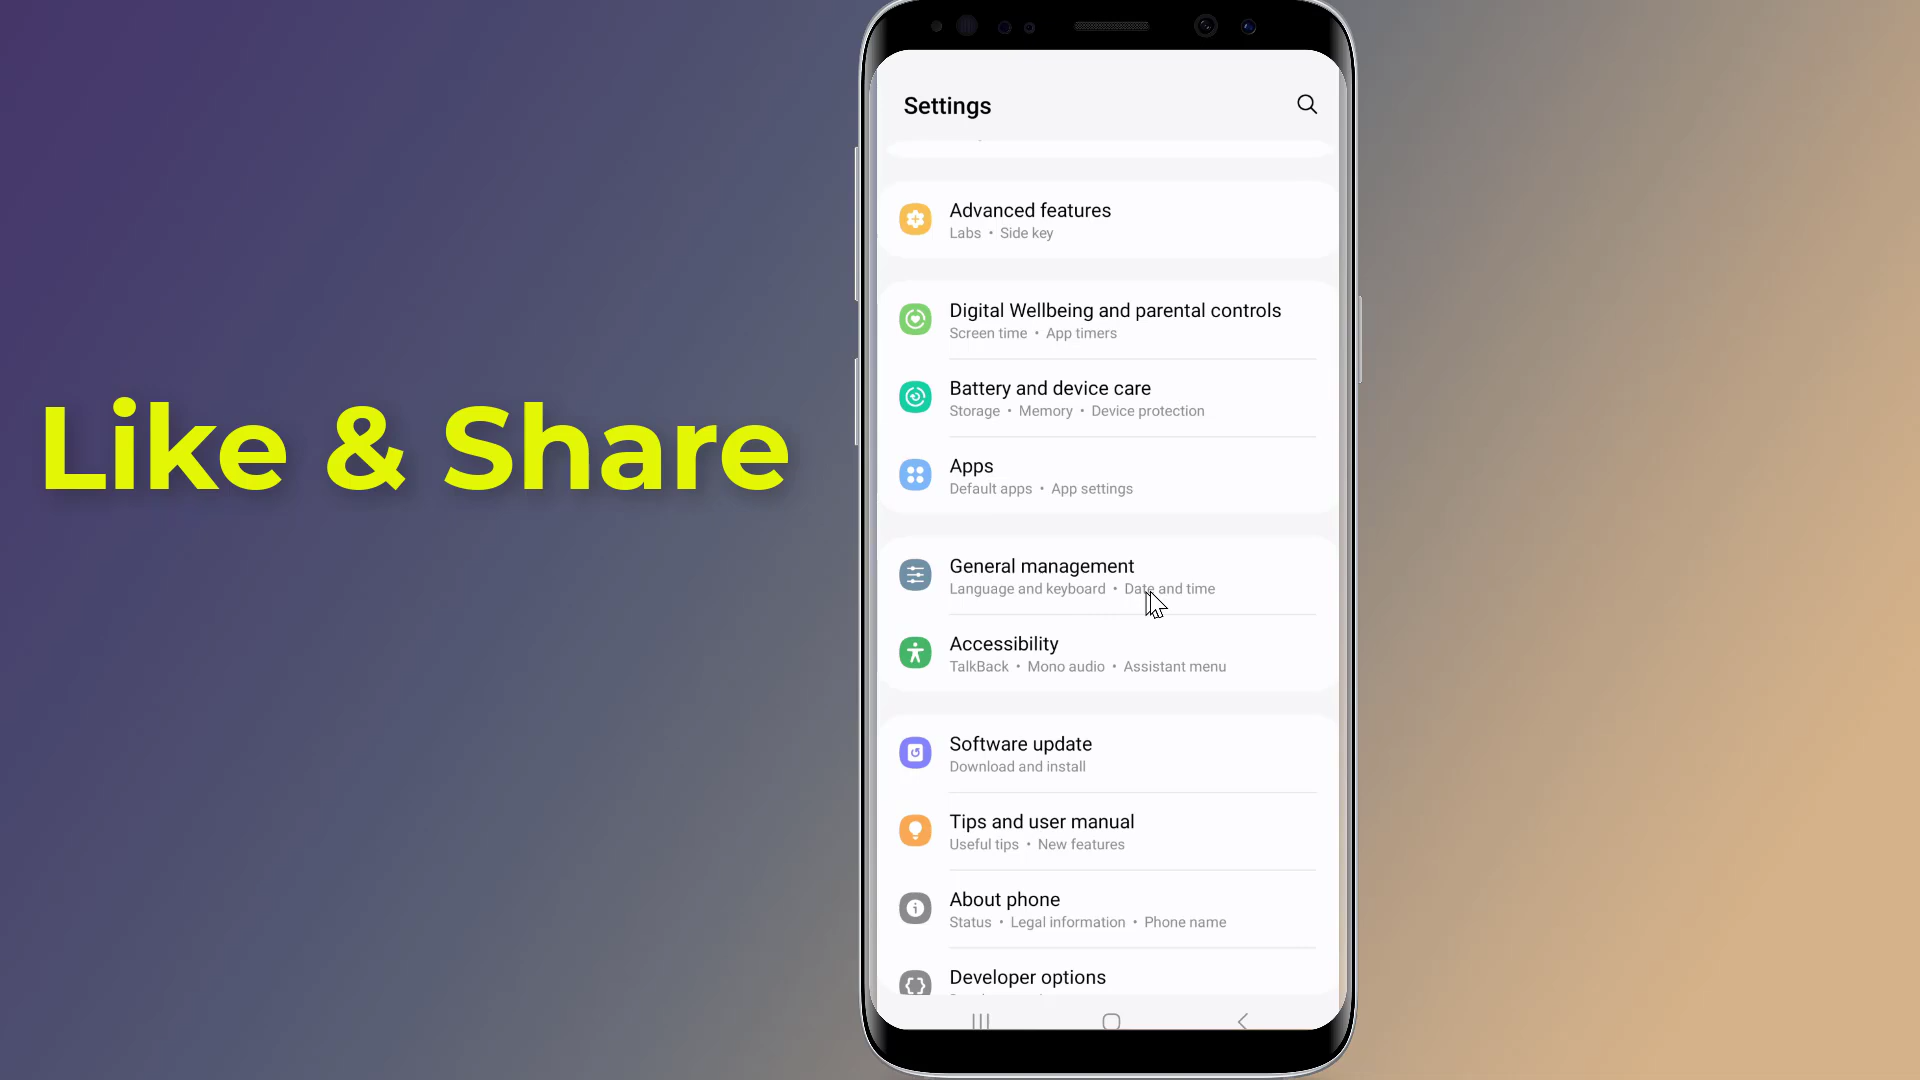 Like & Share
Settings
Advanced features
Labs • Side key
Digital Wellbeing and parental controls
Screen time • App timers
Battery and device care
Storage • Memory • Device protection
Apps
Default apps • App settings
General management
Language and keyboard • Date and time
Accessibility
TalkBack • Mono audio • Assistant menu
Software update
Download and install
Tips and user manual
Useful tips • New features
About phone
Status • Legal information • Phone name
Developer options